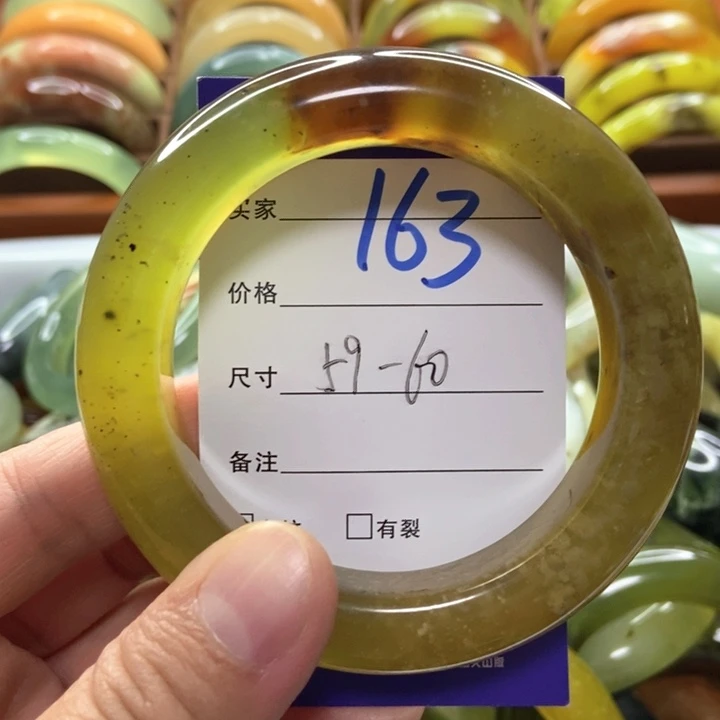 买家 163
价格
尺寸 59-60
备注
有裂